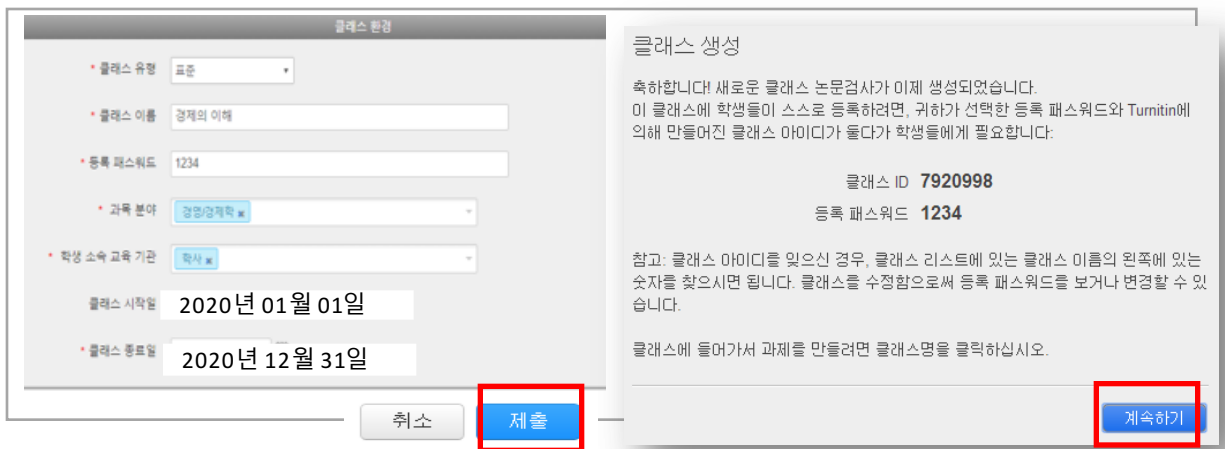 클래스 환경
* 클래스 유형 표준
* 클래스 이름 경제의 이해
* 등록 패스워드 1234
* 과목 분야 경영/경제학 x
* 학생 소속 교육 기관 학사 x
클래스 시작일 2020년 01월 01일
* 클래스 종료일 2020년 12월 31일
취소 제출
클래스 생성
축하합니다! 새로운 클래스 논문검사가 이제 생성되었습니다.
이 클래스에 학생들이 스스로 등록하려면, 귀하가 선택한 등록 패스워드와 Turnitin에
의해 만들어진 클래스 아이디가 둘다가 학생들에게 필요합니다:
클래스 ID 7920998
등록 패스워드 1234
참고: 클래스 아이디를 잊으신 경우, 클래스 리스트에 있는 클래스 이름의 왼쪽에 있는
숫자를 찾으시면 됩니다. 클래스를 수정함으로써 등록 패스워드를 보거나 변경할 수 있
습니다.
클래스에 들어가서 과제를 만들려면 클래스명을 클릭하십시오.
계속하기